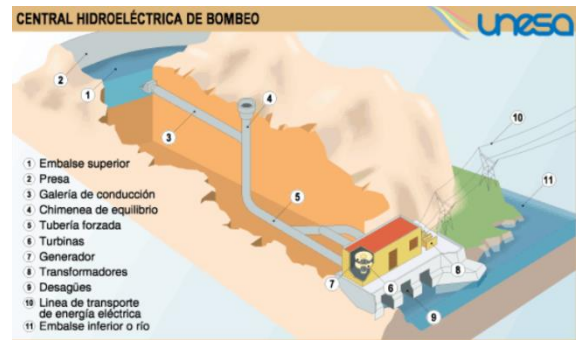 CENTRAL HIDROELÉCTRICA DE BOMBEO
unesa
2
1
4
3
10
11
5
1 Embalse superior
2 Presa
3 Galería de conducción
4 Chimenea de equilibrio
5 Tubería forzada
6 Turbinas
7 Generador
8 Transformadores
9 Desagües
10 Linea de transporte
de energía eléctrica
11 Embalse inferior o río
7
6
8
9